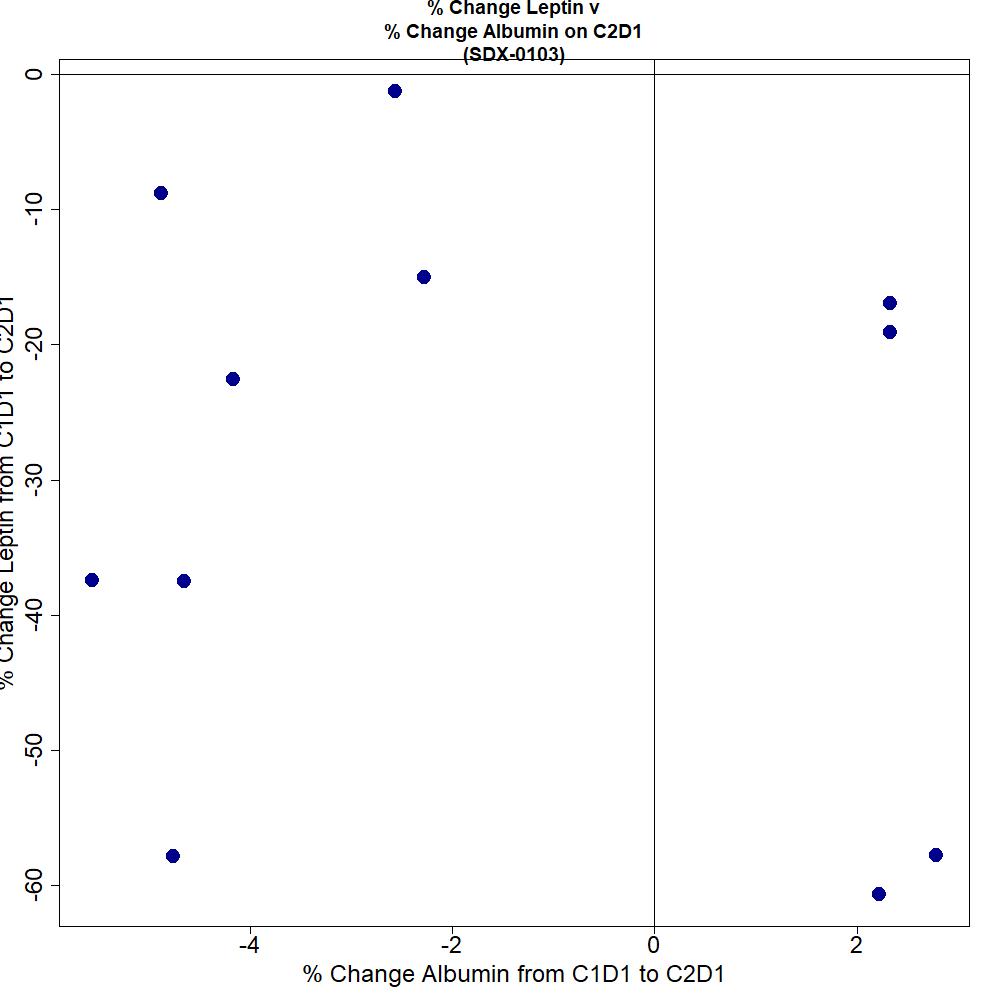 % Change Leptin v
% Change Albumin on C2D1
(SDX-0103)
% Change Leptin from C1D1 to C2D1
0
-10
-20
-30
-40
-50
-60
-4
-2
0
2
% Change Albumin from C1D1 to C2D1